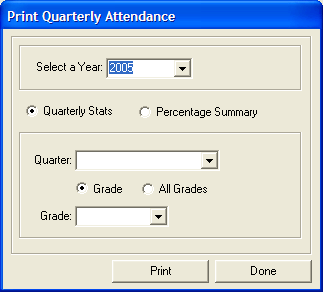 Print Quarterly Attendance
Select a Year: 2005
Quarterly Stats Percentage Summary
Quarter:
Grade All Grades
Grade:
Print Done